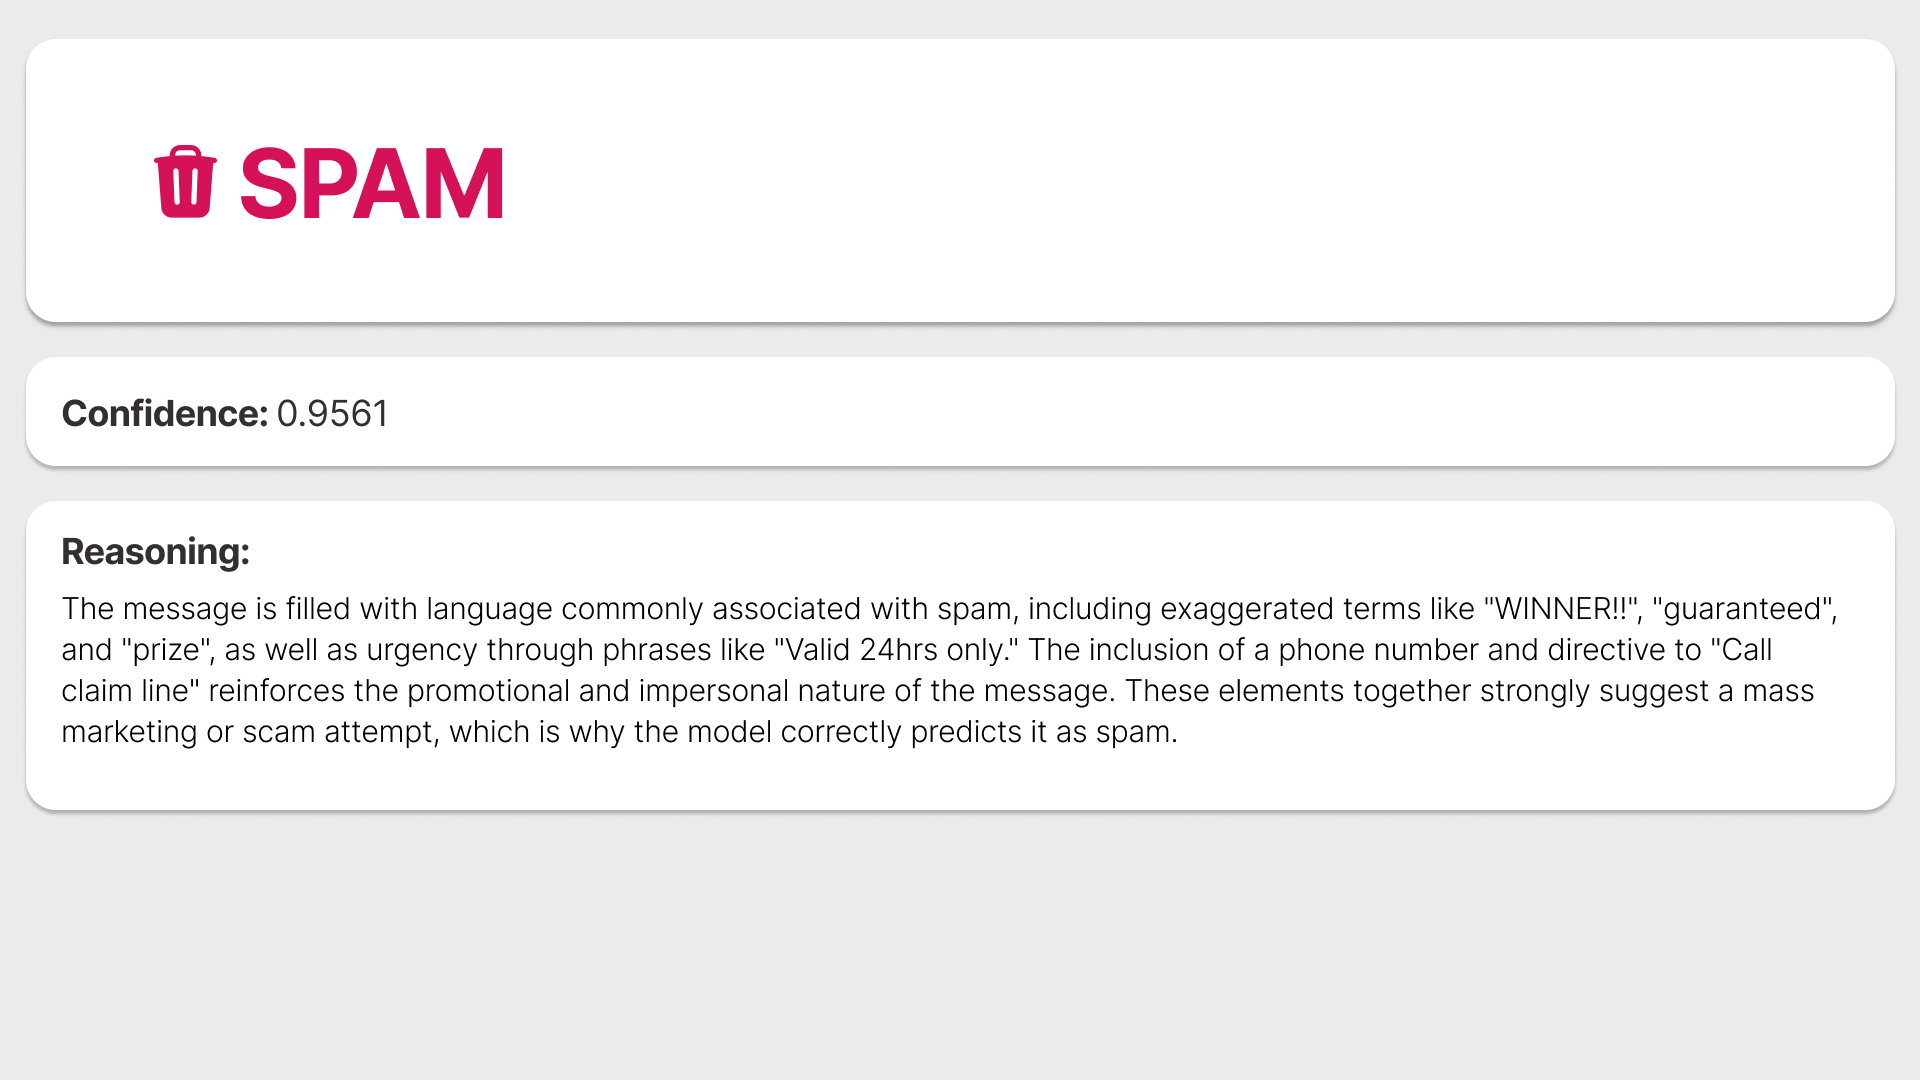 SPAM
Confidence: 0.9561
Reasoning:
The message is filled with language commonly associated with spam, including exaggerated terms like "WINNER!!", "guaranteed",
and "prize", as well as urgency through phrases like "Valid 24hrs only." The inclusion of a phone number and directive to "Call
claim line" reinforces the promotional and impersonal nature of the message. These elements together strongly suggest a mass
marketing or scam attempt, which is why the model correctly predicts it as spam.